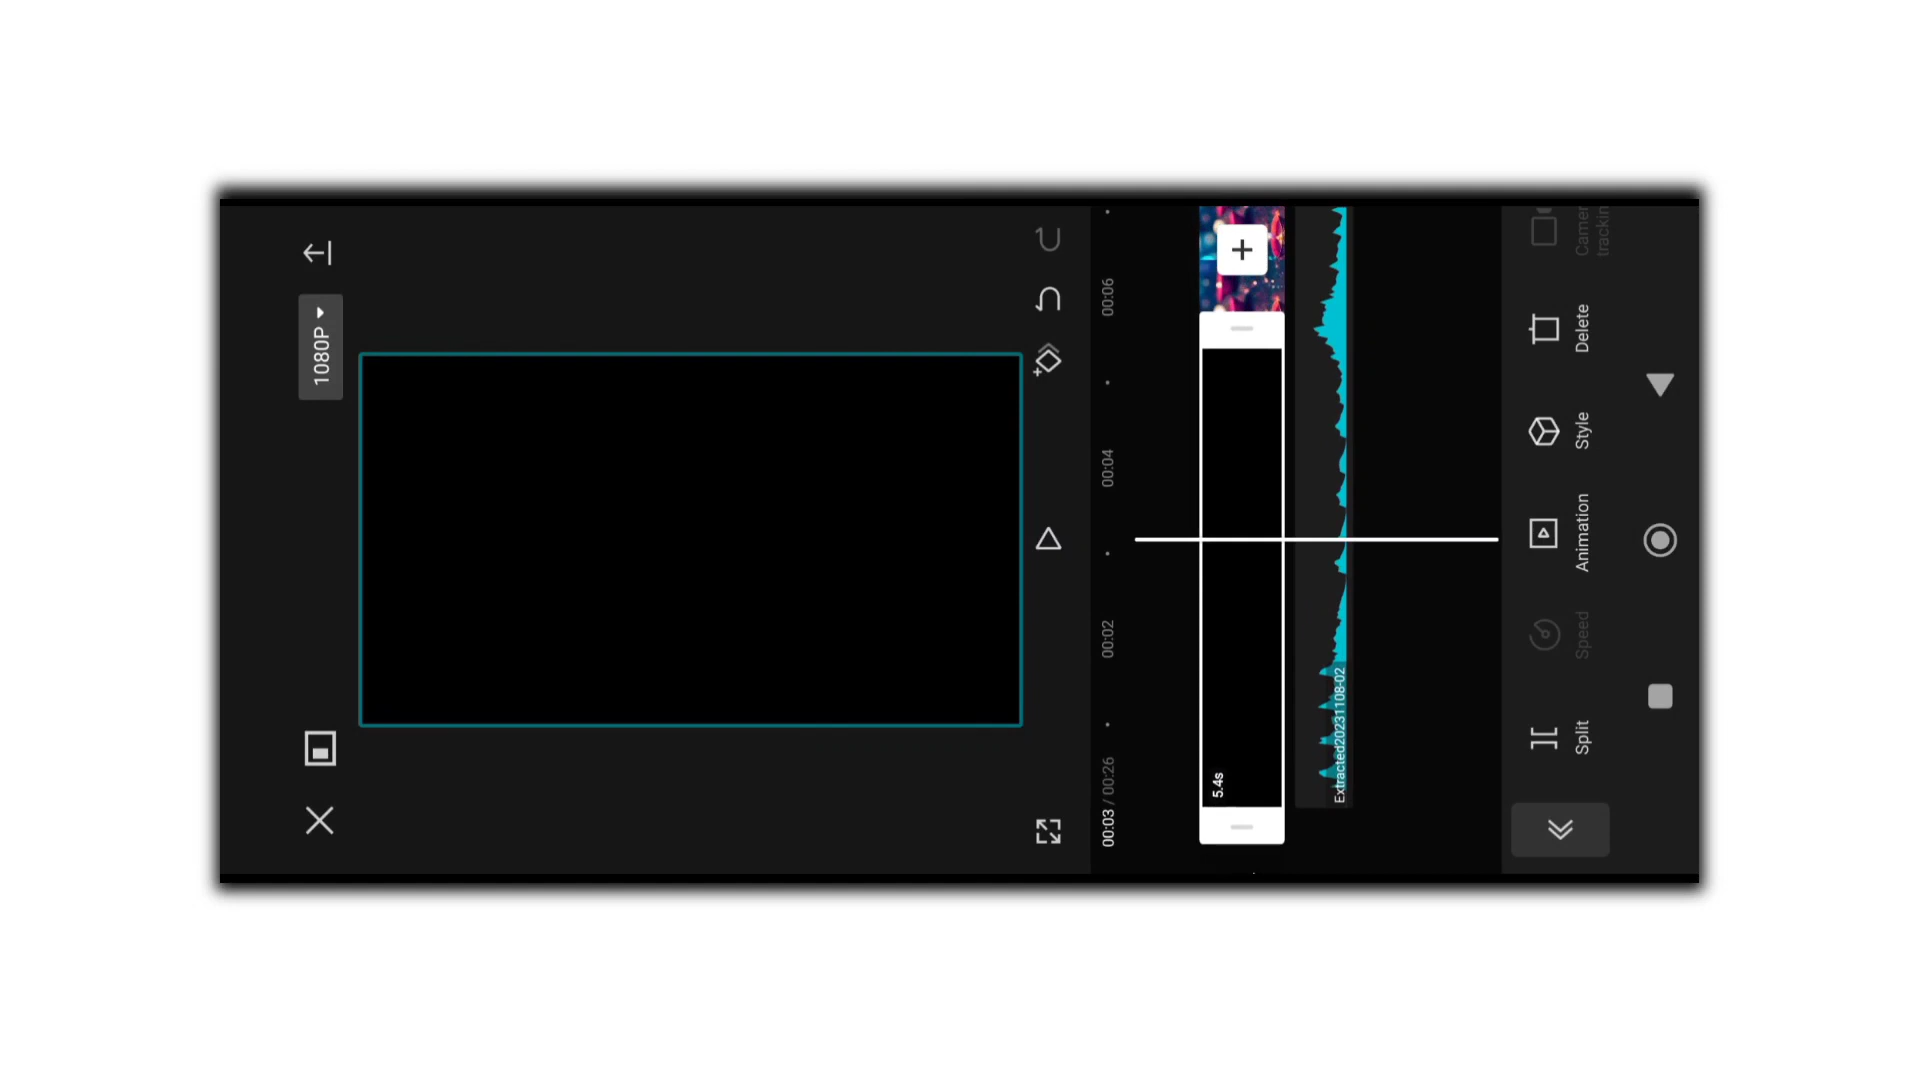 1080P
00:03 / 00:26
00:02
00:04
00:06
5.4s
Extracted20231108-02
Split
Speed
Animation
Style
Delete